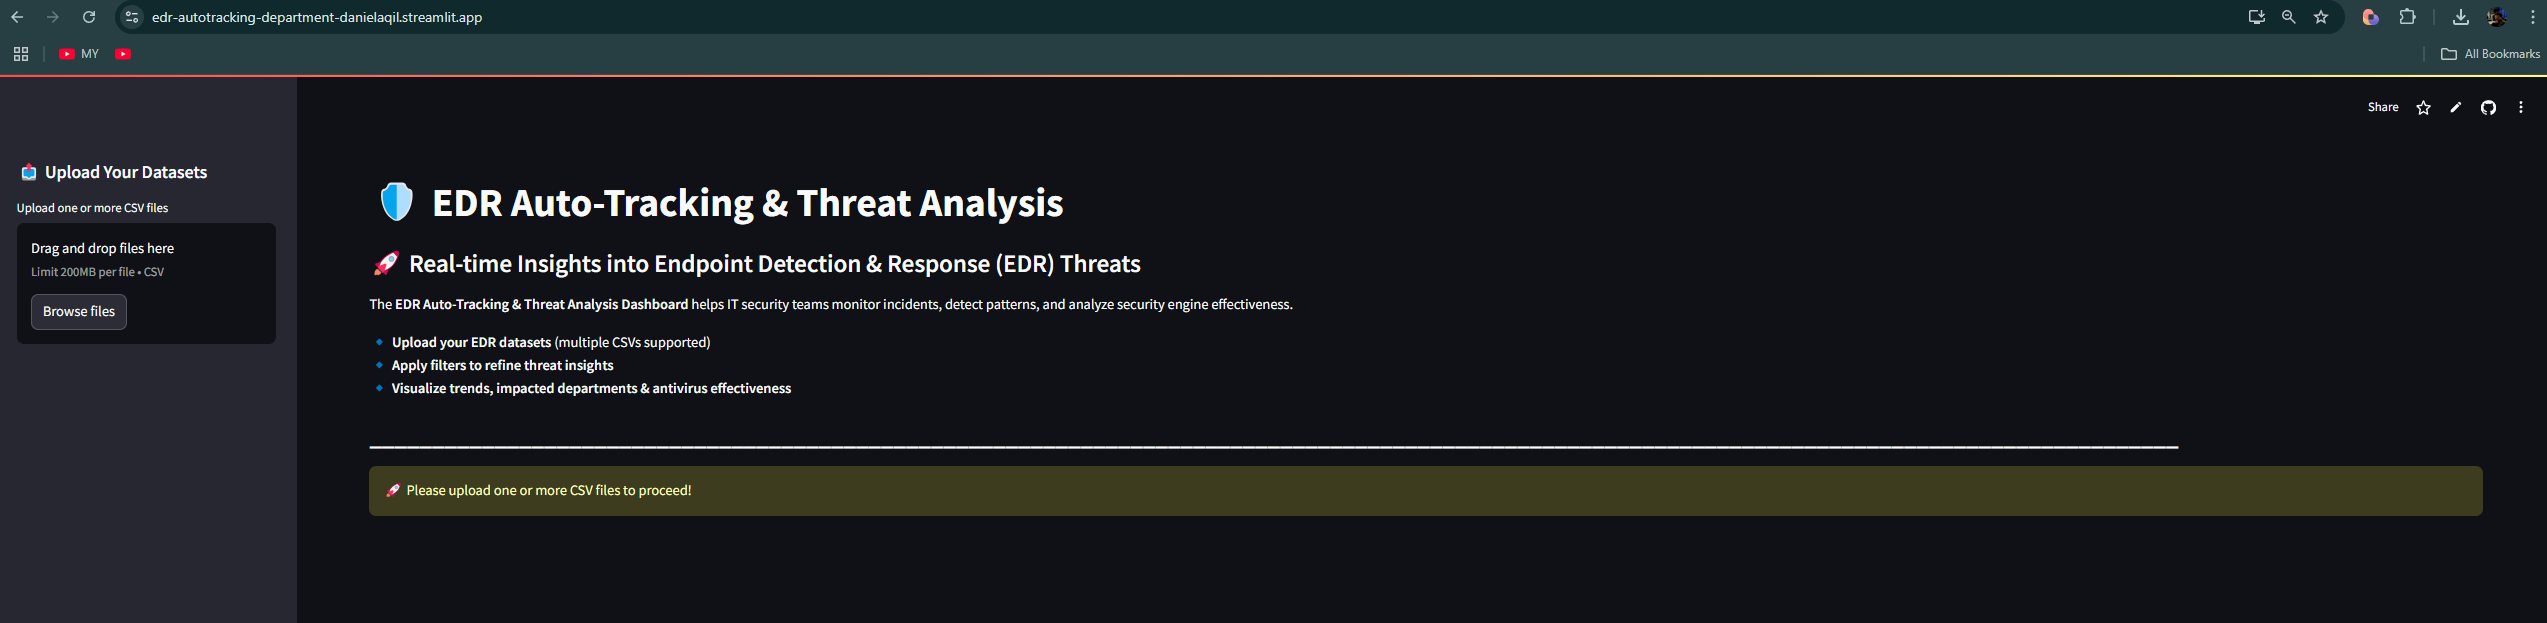 edr-autotracking-department-danielaqil.streamlit.app
MY
All Bookmarks
Share
Upload Your Datasets
Upload one or more CSV files
Drag and drop files here
Limit 200MB per file • CSV
Browse files
EDR Auto-Tracking & Threat Analysis
Real-time Insights into Endpoint Detection & Response (EDR) Threats
The EDR Auto-Tracking & Threat Analysis Dashboard helps IT security teams monitor incidents, detect patterns, and analyze security engine effectiveness.
Upload your EDR datasets (multiple CSVs supported)
Apply filters to refine threat insights
Visualize trends, impacted departments & antivirus effectiveness
Please upload one or more CSV files to proceed!